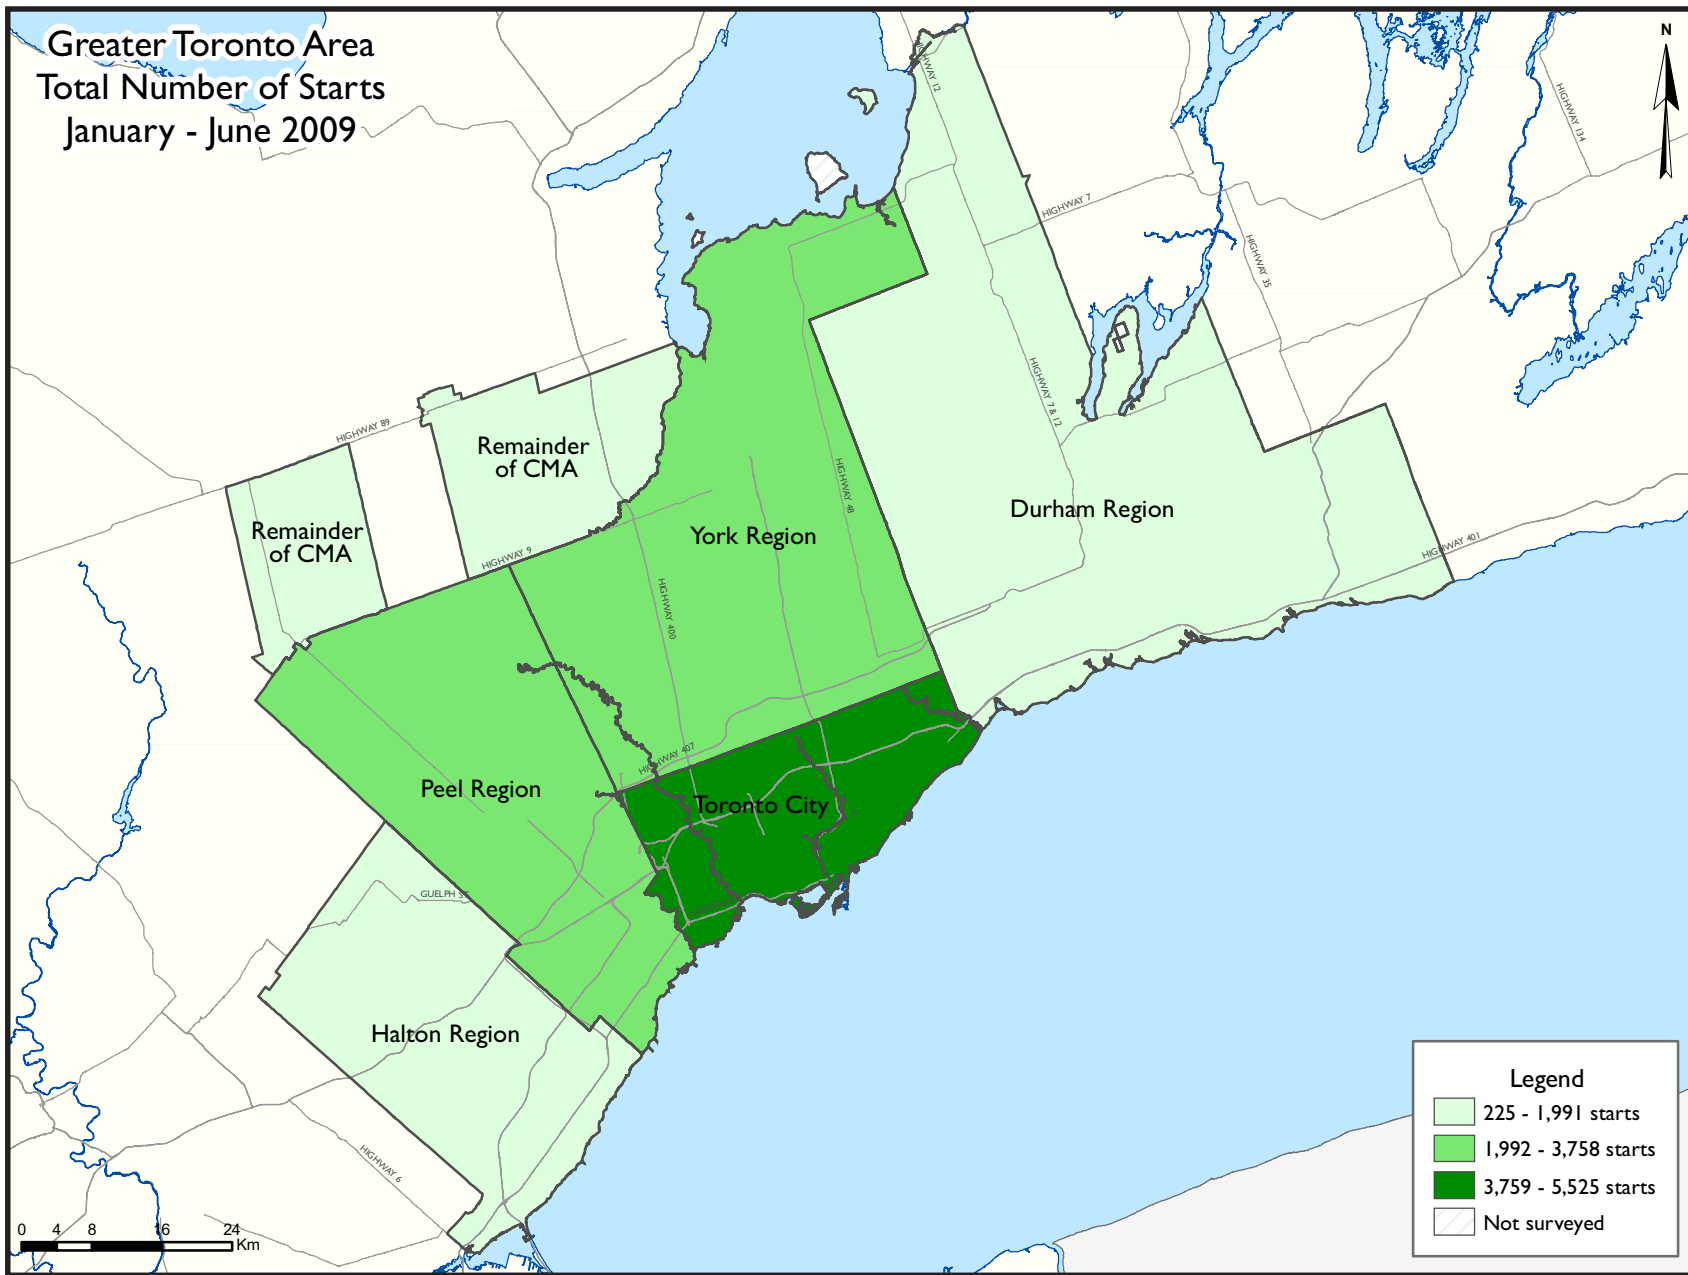 Greater Toronto Area
Total Number of Starts
January - June 2009
N
HIGHWAY 12
HIGHWAY 134
HIGHWAY 7
HIGHWAY 35
HIGHWAY 89
HIGHWAY 7 & 12
Remainder
of CMA
HIGHWAY 48
Durham Region
Remainder
of CMA
York Region
HIGHWAY 9
HIGHWAY 401
HIGHWAY 400
HIGHWAY 407
Peel Region
Toronto City
GUELPH ST
Halton Region
HIGHWAY 6
Legend
225 - 1,991 starts
1,992 - 3,758 starts
3,759 - 5,525 starts
Not surveyed
0 4 8 16 24
Km